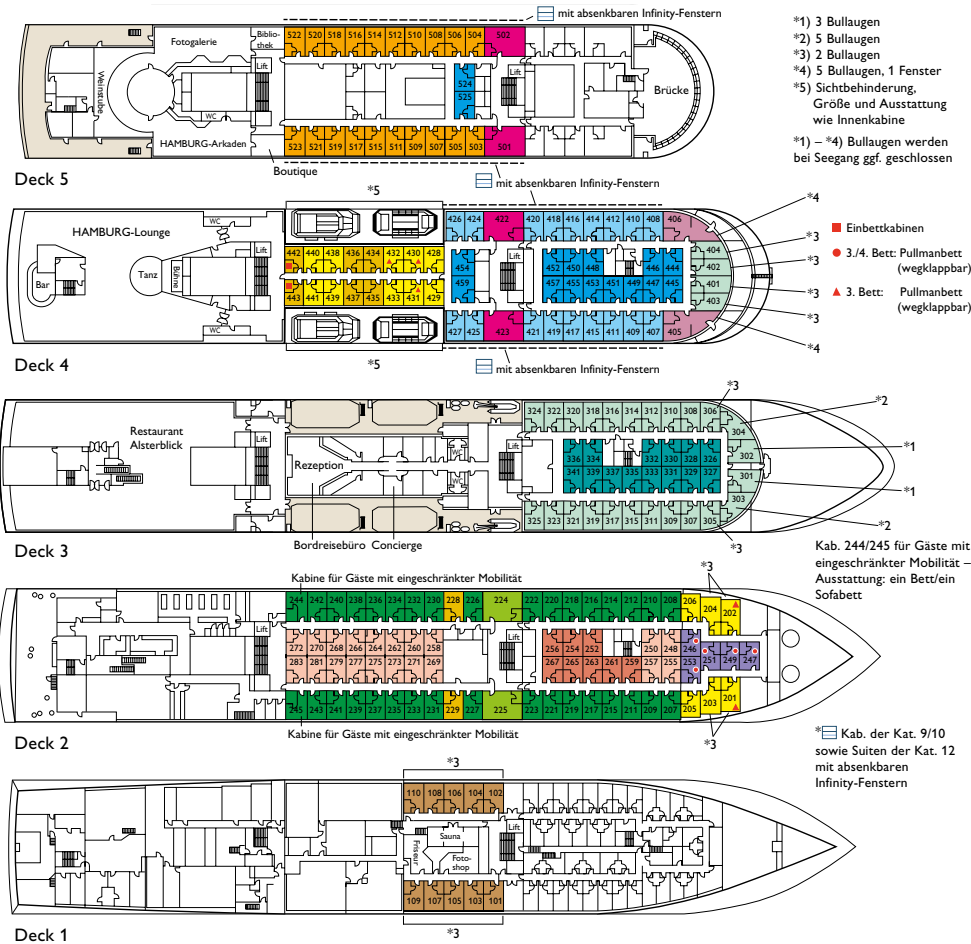 mit absenkbaren Infinity-Fenstern
*1) 3 Bullaugen
*2) 5 Bullaugen
*3) 2 Bullaugen
*4) 5 Bullaugen, 1 Fenster
*5) Sichtbehinderung,
Größe und Ausstattung
wie Innenkabine
*1) – *4) Bullaugen werden
bei Seegang ggf. geschlossen
Fotogalerie
Biblio-
thek
522 520 518 516 514 512 510 508 506 504 502
Lift
Lift
Weinstube
524
525
Brücke
WC
HAMBURG-Arkaden
523 521 519 517 515 511 509 507 505 503 501
Boutique
Deck 5
mit absenkbaren Infinity-Fenstern
*5
*4
HAMBURG-Lounge
WC
426 424 422 420 418 416 414 412 410 408 406
*3
Einbettkabinen
3./4. Bett: Pullmanbett
(wegklappbar)
3. Bett: Pullmanbett
(wegklappbar)
Lift
442 440 438 436 434 432 430 428
454
Lift
452 450 448 446 444
404
402
*3
Bar
Tanz
Bühne
443 441 439 437 435 433 431 429
459
457 455 453 451 449 447 445
401
403
*3
*3
WC
427 425 423 421 419 417 415 411 409 407 405
*4
Deck 4
*5
mit absenkbaren Infinity-Fenstern
*3
*2
Restaurant
Alsterblick
324 322 320 318 316 314 312 310 308 306
304
*1
Lift
Rezeption
WC
WC
Lift
336 334 332 330 328 326
341 339 337 335 333 331 329 327
302
301
303
*1
325 323 321 319 317 315 311 309 307 305
*2
*3
Bordreisebüro Concierge
Deck 3
Kab. 244/245 für Gäste mit
eingeschränkter Mobilität –
Ausstattung: ein Bett/ein
Sofabett
Kabine für Gäste mit eingeschränkter Mobilität
*3
244 242 240 238 236 234 232 230 228 226 224 222 220 218 216 214 212 210 208 206 204 202
Lift
272 270 268 266 264 262 260 258
Lift
256 254 252 250 248 246
283 281 279 277 275 273 271 269
267 265 263 261 259 257 255 253 251 249 247
245 243 241 239 237 235 233 231 229 227 225 223 221 219 217 215 211 209 207 205 203 201
Kabine für Gäste mit eingeschränkter Mobilität
*3
Deck 2
* Kab. der Kat. 9/10
sowie Suiten der Kat. 12
mit absenkbaren
Infinity-Fenstern
*3
110 108 106 104 102
Lift
Friseur
Sauna
Foto-
shop
Lift
109 107 105 103 101
*3
Deck 1